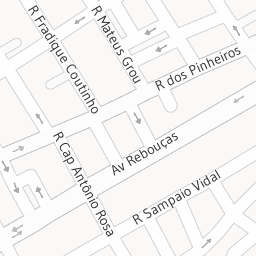 R Fradique Coutinho
R Mateus Grou
R dos Pinheiros
Av Rebouças
R Cap Antônio Rosa
R Sampaio Vidal